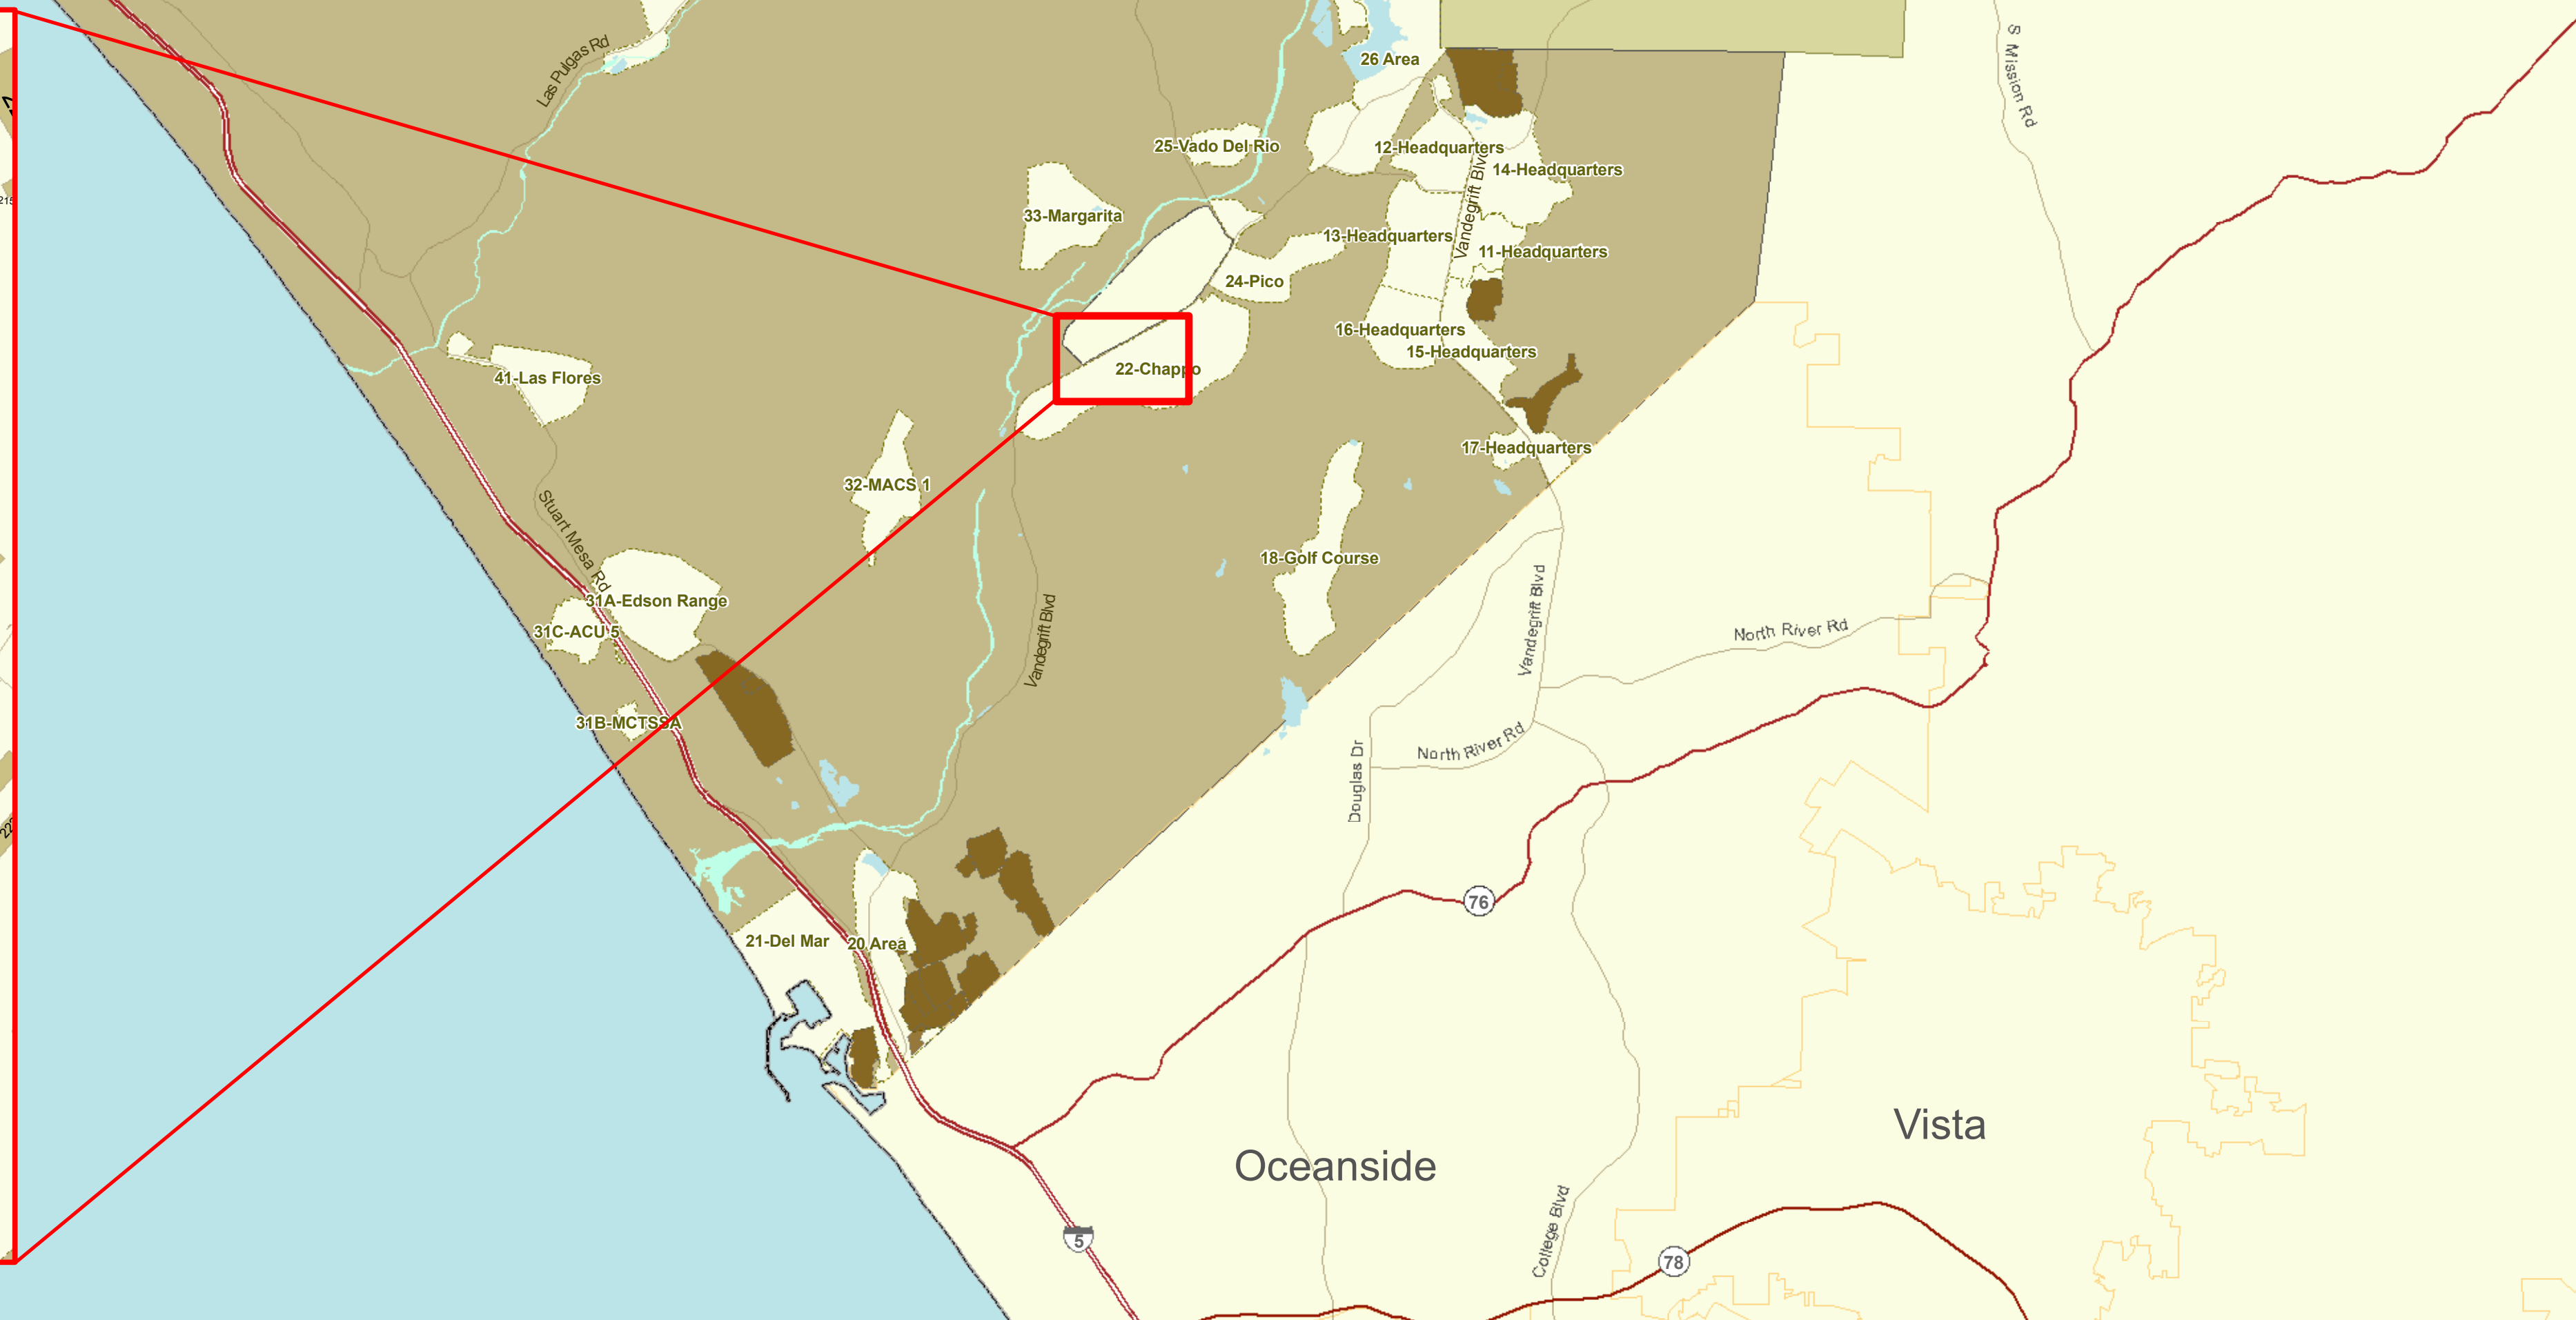 S Mission Rd
Las Pulgas Rd
26 Area
25-Vado Del Rio
12-Headquarters
14-Headquarters
Vandegrift Blvd
33-Margarita
13-Headquarters
11-Headquarters
24-Pico
16-Headquarters
15-Headquarters
22-Chappo
41-Las Flores
17-Headquarters
32-MACS 1
Stuart Mesa Rd
18-Golf Course
31A-Edson Range
31C-ACU 5
Vandegrift Blvd
Vandegrift Blvd
North River Rd
31B-MCTSSA
North River Rd
Douglas Dr
76
21-Del Mar
20 Area
Vista
Oceanside
College Blvd
5
78